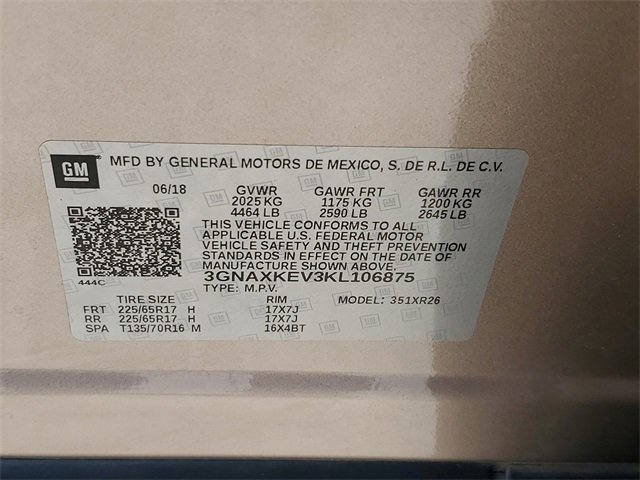 GM MFD BY GENERAL MOTORS DE MEXICO, S. DE R.L. DE C.V.
06/18 GVWR GAWR FRT GAWR RR
2025 KG 1175 KG 1200 KG
4464 LB 2590 LB 2645 LB
THIS VEHICLE CONFORMS TO ALL
APPLICABLE U.S. FEDERAL MOTOR
VEHICLE SAFETY AND THEFT PREVENTION
STANDARDS IN EFFECT ON THE DATE OF
MANUFACTURE SHOWN ABOVE.
3GNAXKEV3KL106875
444C TYPE: M.P.V.
TIRE SIZE RIM MODEL: 351XR26
FRT 225/65R17 H 17X7J
RR 225/65R17 H 17X7J
SPA T135/70R16 M 16X4BT